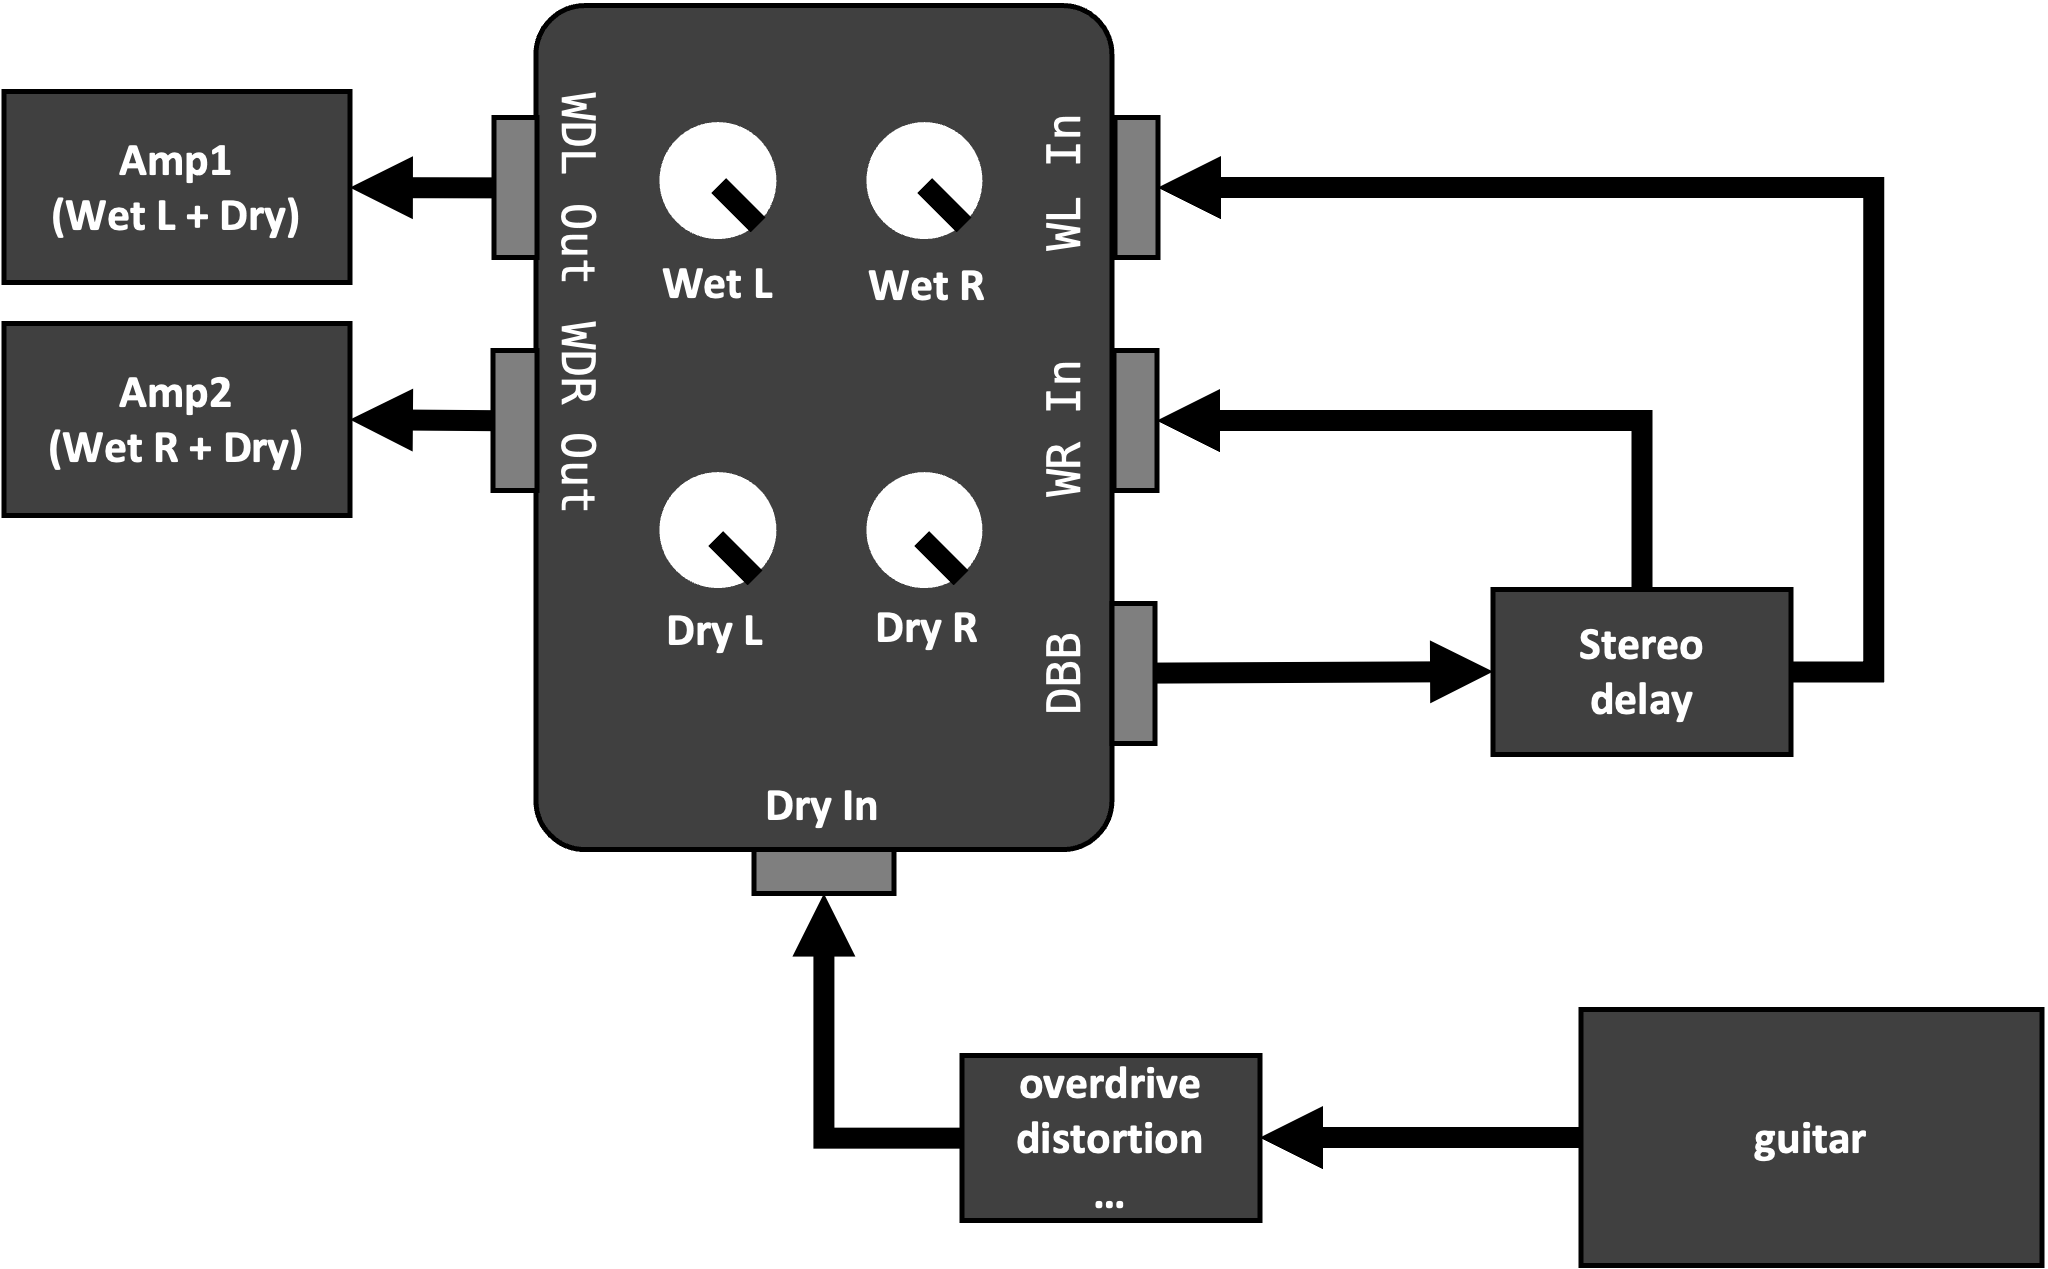 Amp1
(Wet L + Dry)
Amp2
(Wet R + Dry)
WDL Out
WDR Out
Wet L
Wet R
Dry L
Dry R
WL In
WR In
DBB
Dry In
Stereo
delay
overdrive
distortion
...
guitar